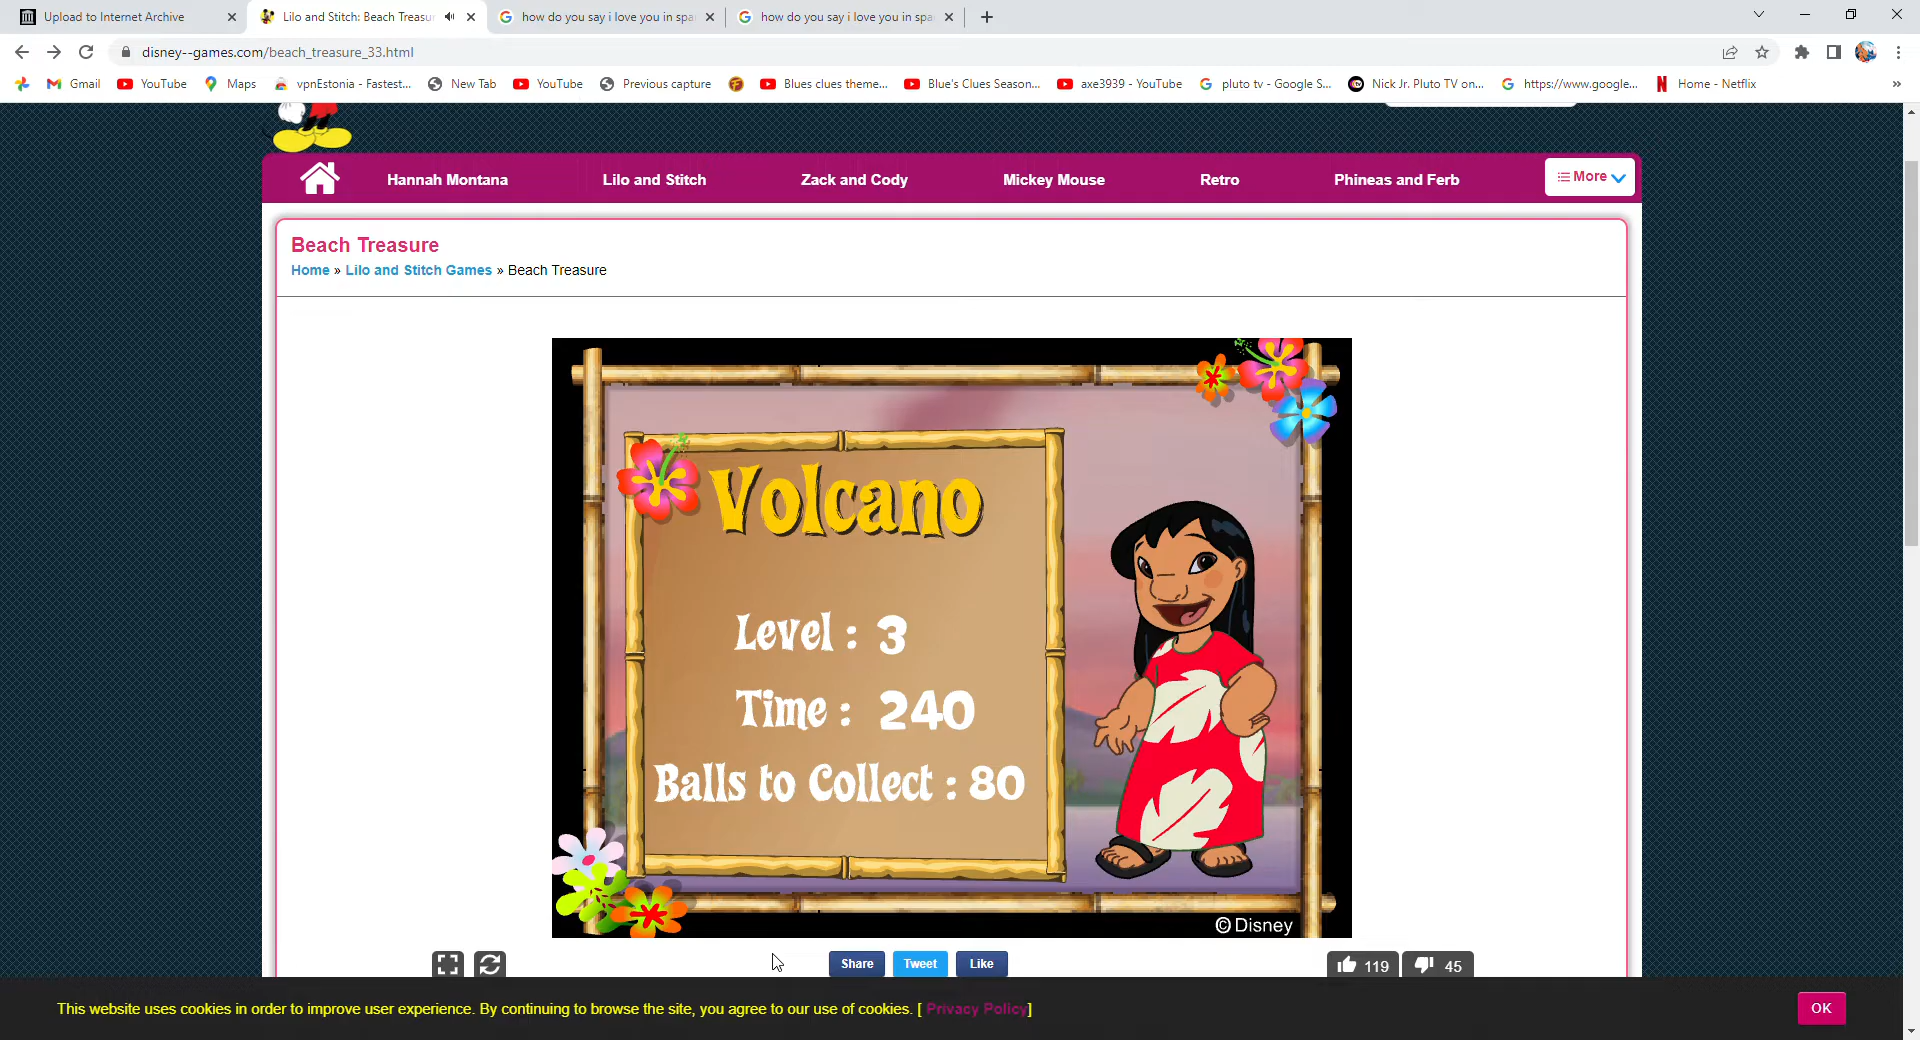 Upload to Internet Archive
Lilo and Stitch: Beach Treasur
how do you say i love you in spa
how do you say i love you in spa
disney--games.com/beach_treasure_33.html
Gmail
YouTube
Maps
vpnEstonia - Fastest...
New Tab
YouTube
Previous capture
Blues clues theme...
Blue's Clues Season...
axe3939 - YouTube
pluto tv - Google S...
Nick Jr. Pluto TV on...
https://www.google...
Home - Netflix
»
Hannah Montana
Lilo and Stitch
Zack and Cody
Mickey Mouse
Retro
Phineas and Ferb
More
Beach Treasure
Home » Lilo and Stitch Games » Beach Treasure
Volcano
Level : 3
Time : 240
Balls to Collect : 80
© Disney
Share
Tweet
Like
119
45
This website uses cookies in order to improve user experience. By continuing to browse the site, you agree to our use of cookies. [ Privacy Policy]
OK